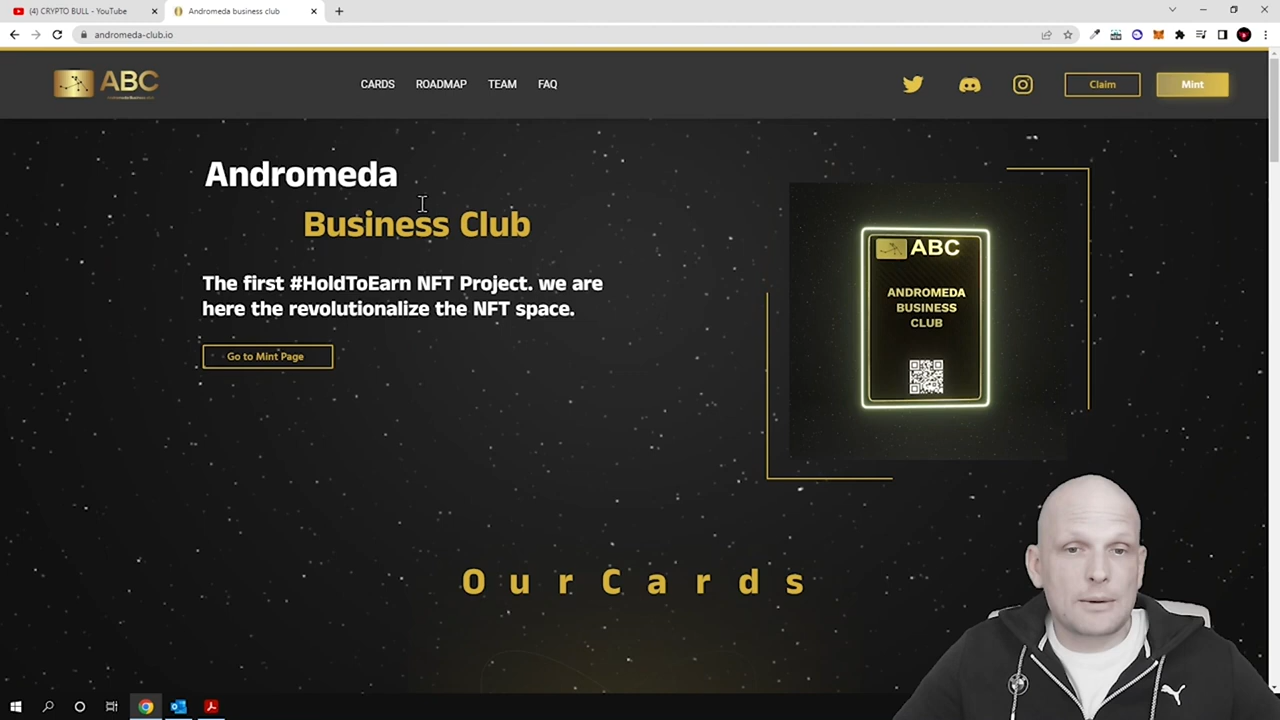 (4) CRYPTO BULL - YouTube
Andromeda business club
andromeda-club.io
ABC
CARDS
ROADMAP
TEAM
FAQ
Claim
Mint
Andromeda
Business Club
The first #HoldToEarn NFT Project. we are
here the revolutionalize the NFT space.
Go to Mint Page
ABC
ANDROMEDA
BUSINESS
CLUB
O u r C a r d s